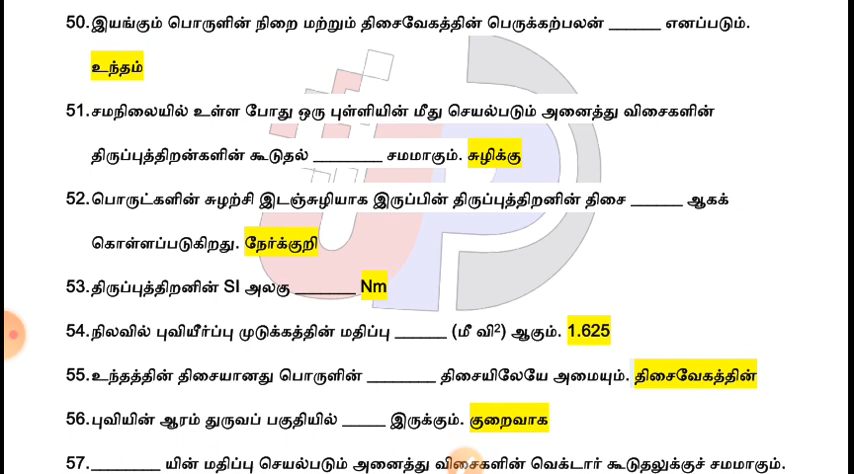 50.இயங்கும் பொருளின் நிறை மற்றும் திசைவேகத்தின் பெருக்கற்பலன் ______ எனப்படும்.
உந்தம்
51.சமநிலையில் உள்ள போது ஒரு புள்ளியின் மீது செயல்படும் அனைத்து விசைகளின்
திருப்புத்திறன்களின் கூடுதல் ________ சமமாகும். சுழிக்கு
52.பொருட்களின் சுழற்சி இடஞ்சுழியாக இருப்பின் திருப்புத்திறனின் திசை ______ ஆகக்
கொள்ளப்படுகிறது. நேர்க்குறி
53.திருப்புத்திறனின் SI அலகு _______ Nm
54.நிலவில் புவியீர்ப்பு முடுக்கத்தின் மதிப்பு ______ (மீ வி²) ஆகும். 1.625
55.உந்தத்தின் திசையானது பொருளின் ________ திசையிலேயே அமையும். திசைவேகத்தின்
56.புவியின் ஆரம் துருவப் பகுதியில் _____ இருக்கும். குறைவாக
57.________ யின் மதிப்பு செயல்படும் அனைத்து விசைகளின் வெக்டார் கூடுதலுக்குச் சமமாகும்.